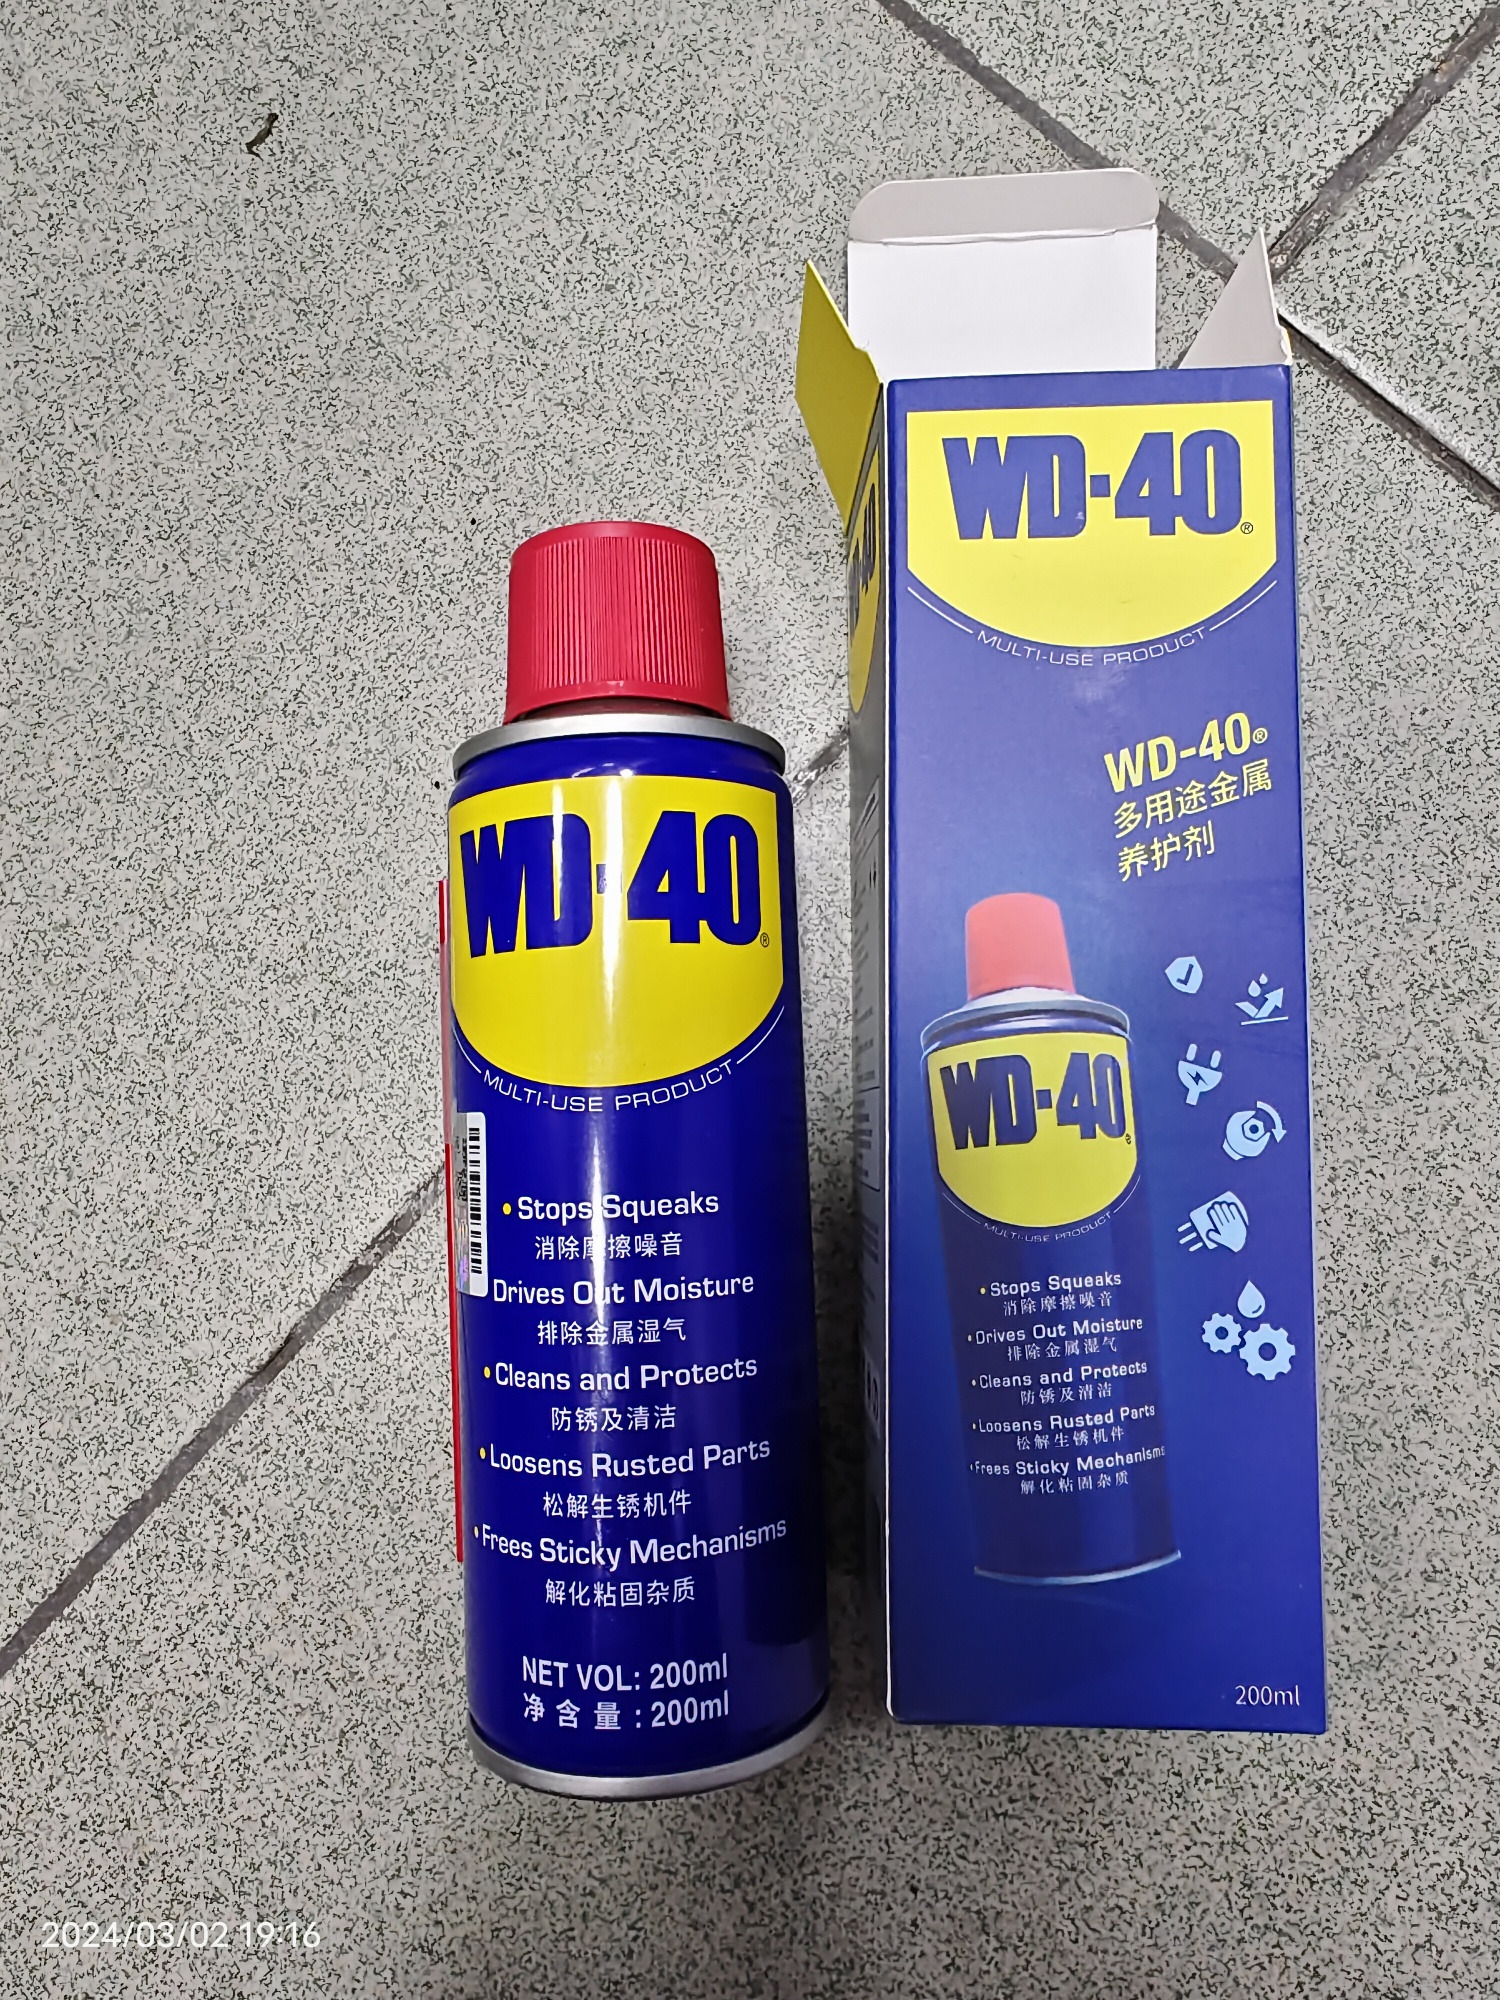 WD-40®
MULTI-USE PRODUCT
• Stops Squeaks
消除摩擦噪音
Drives Out Moisture
排除金属湿气
• Cleans and Protects
防锈及清洁
• Loosens Rusted Parts
松解生锈机件
• Frees Sticky Mechanisms
解化粘固杂质
NET VOL: 200ml
净含量：200ml
WD-40®
MULTI-USE PRODUCT
WD-40®
多用途金属
养护剂
WD-40
MULTI-USE PRODUCT
• Stops Squeaks
消除摩擦噪音
• Drives Out Moisture
排除金属湿气
• Cleans and Protects
防锈及清洁
• Loosens Rusted Parts
松解生锈机件
• Frees Sticky Mechanisms
解化粘固杂质
200ml
2024/03/02 19:16